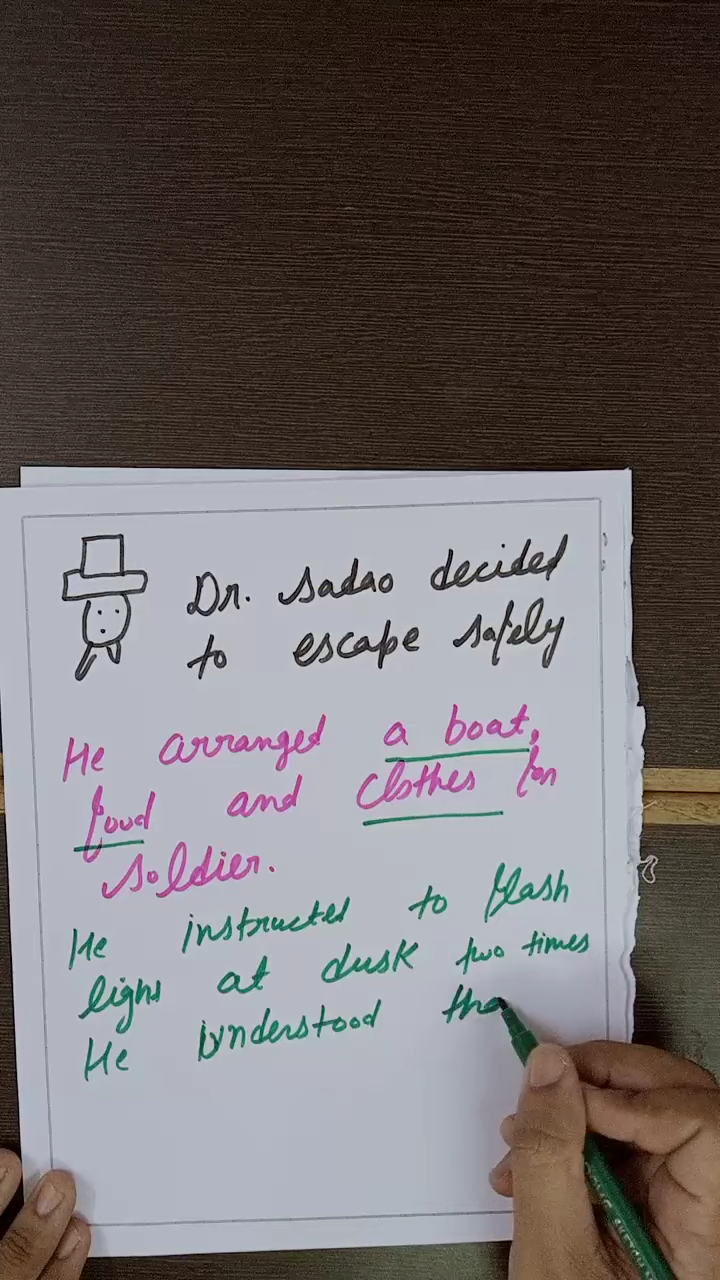 Dr. Sadao decided
to escape safely
He arranged a boat,
food and clothes for
soldier.
He instructed to flash
light at dusk two times
He understood tha